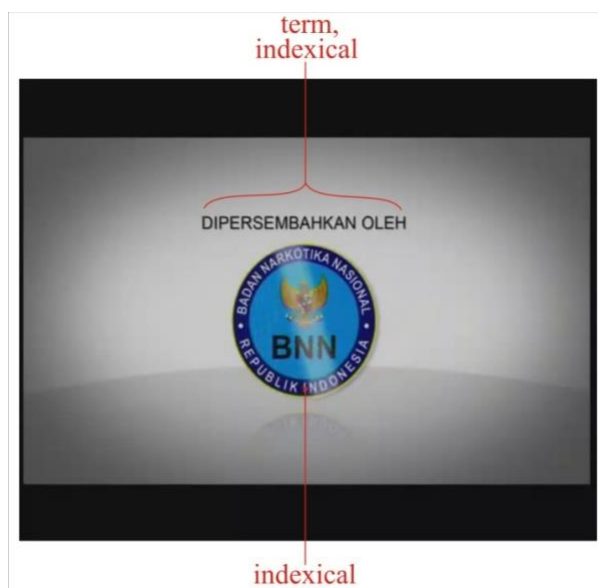 term,
indexical
DIPERSEMBAHKAN OLEH
BADAN NARKOTIKA NASIONAL
BNN
REPUBLIK INDONESIA
indexical